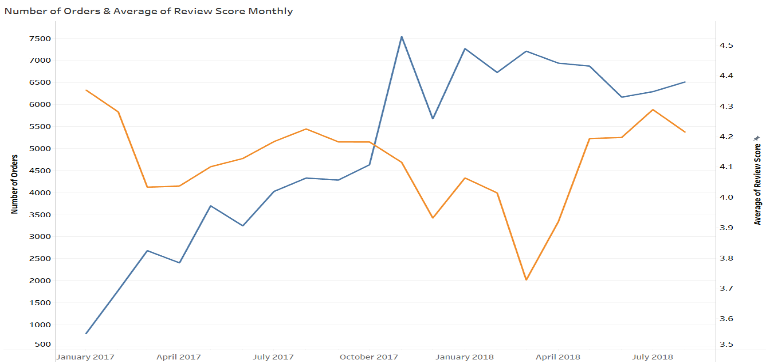 Number of Orders & Average of Review Score Monthly
Number of Orders
7500
7000
6500
6000
5500
5000
4500
4000
3500
3000
2500
2000
1500
1000
500
4.5
4.4
4.3
4.2
4.1
4.0
3.9
3.8
3.7
3.6
3.5
Average of Review Score
January 2017
April 2017
July 2017
October 2017
January 2018
April 2018
July 2018